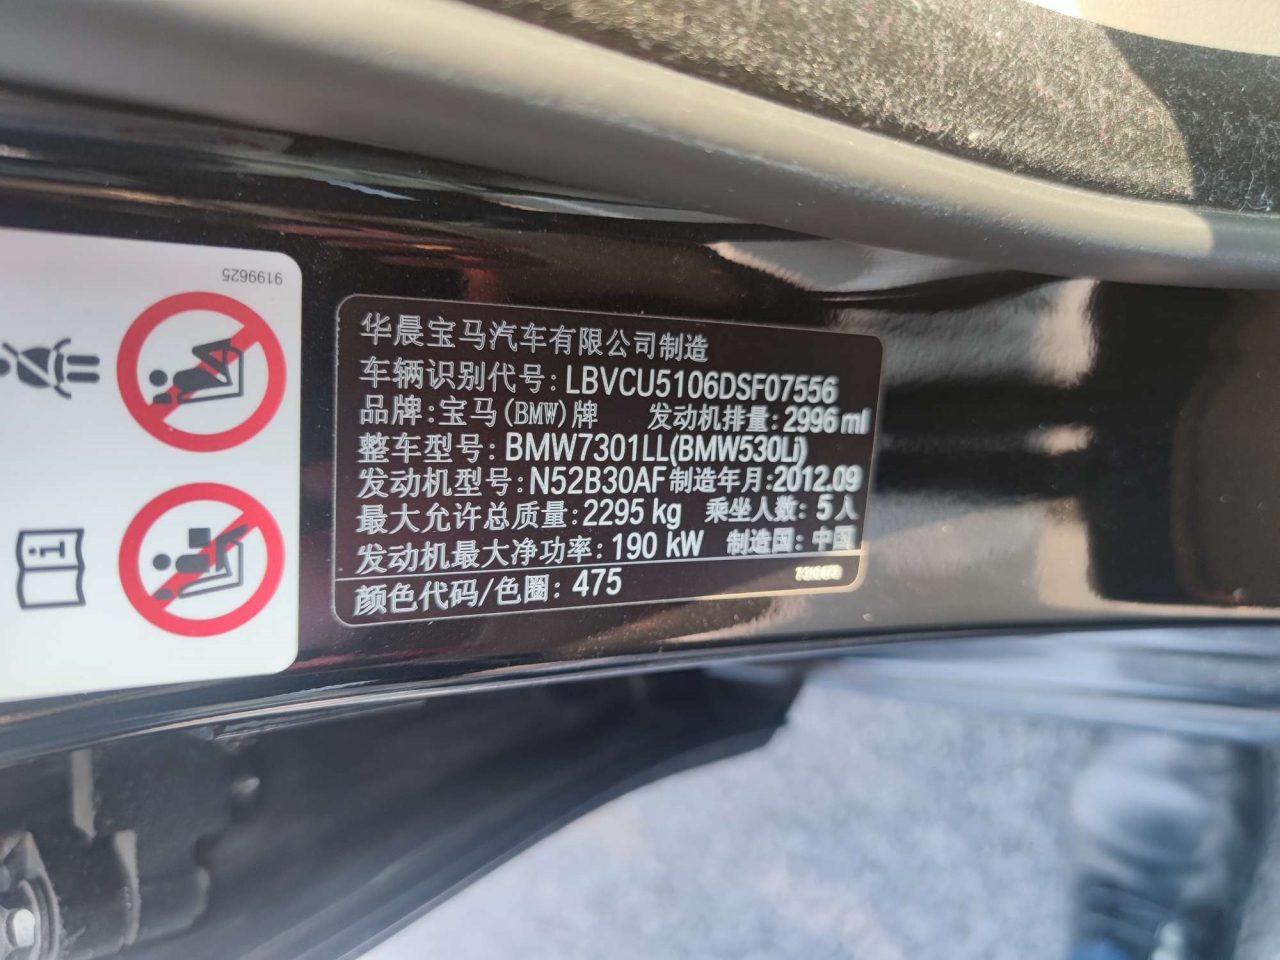 9199625
华晨宝马汽车有限公司制造
车辆识别代号: LBVCU5106DSF07556
品牌:宝马(BMW)牌 发动机排量:2996 ml
整车型号: BMW7301LL(BMW530Li)
发动机型号: N52B30AF 制造年月:2012.09
最大允许总质量:2295 kg 乘坐人数: 5人
发动机最大净功率: 190 kW 制造国: 中国
颜色代码/色圈: 475